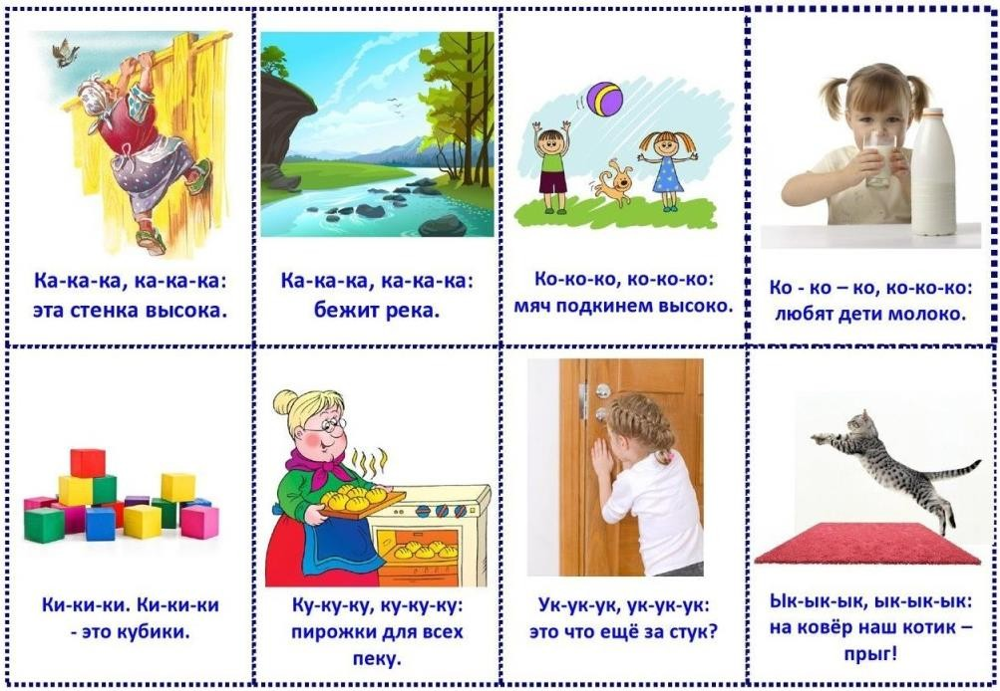 Ка-ка-ка, ка-ка-ка:
эта стенка высока.
Ка-ка-ка, ка-ка-ка:
бежит река.
Ко-ко-ко, ко-ко-ко:
мяч подкинем высоко.
Ко - ко – ко, ко-ко-ко:
любят дети молоко.
Ки-ки-ки. Ки-ки-ки
- это кубики.
Ку-ку-ку, ку-ку-ку:
пирожки для всех
пеку.
Ук-ук-ук, ук-ук-ук:
это что ещё за стук?
Ык-ык-ык, ык-ык-ык:
на ковёр наш котик –
прыг!